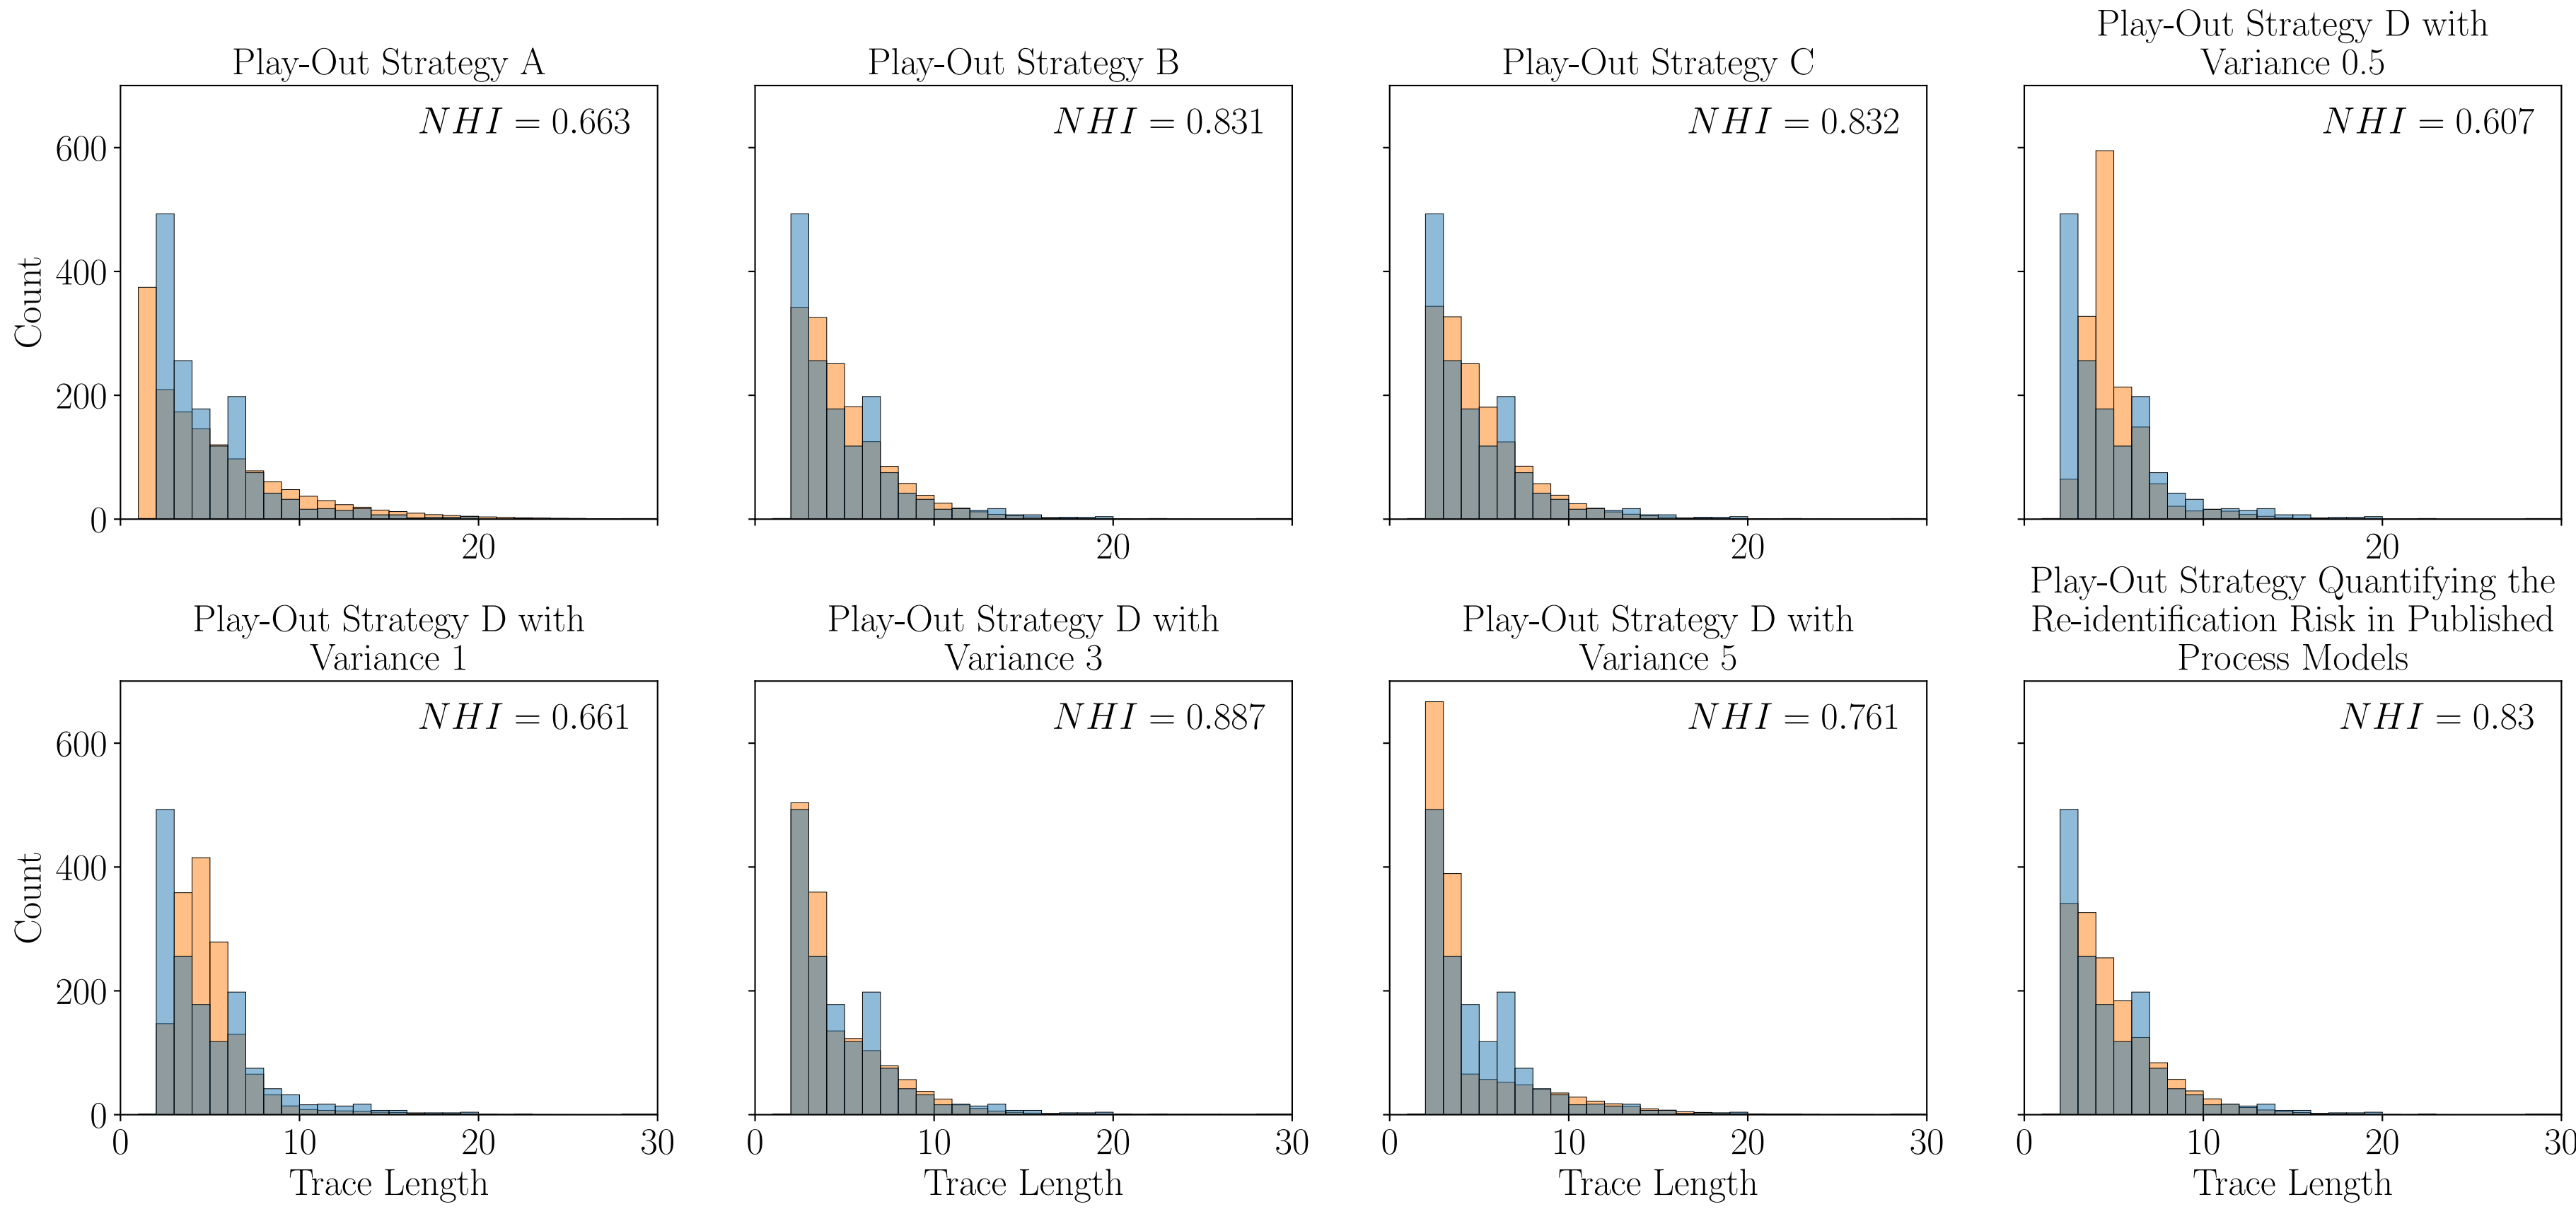 Play-Out Strategy A
NHI = 0.663
Count
600
400
200
0
20
Play-Out Strategy B
NHI = 0.831
20
Play-Out Strategy C
NHI = 0.832
20
Play-Out Strategy D with
Variance 0.5
NHI = 0.607
20
Play-Out Strategy D with
Variance 1
NHI = 0.661
Count
600
400
200
0
0 10 20 30
Trace Length
Play-Out Strategy D with
Variance 3
NHI = 0.887
0 10 20 30
Trace Length
Play-Out Strategy D with
Variance 5
NHI = 0.761
0 10 20 30
Trace Length
Play-Out Strategy Quantifying the
Re-identification Risk in Published
Process Models
NHI = 0.83
0 10 20 30
Trace Length